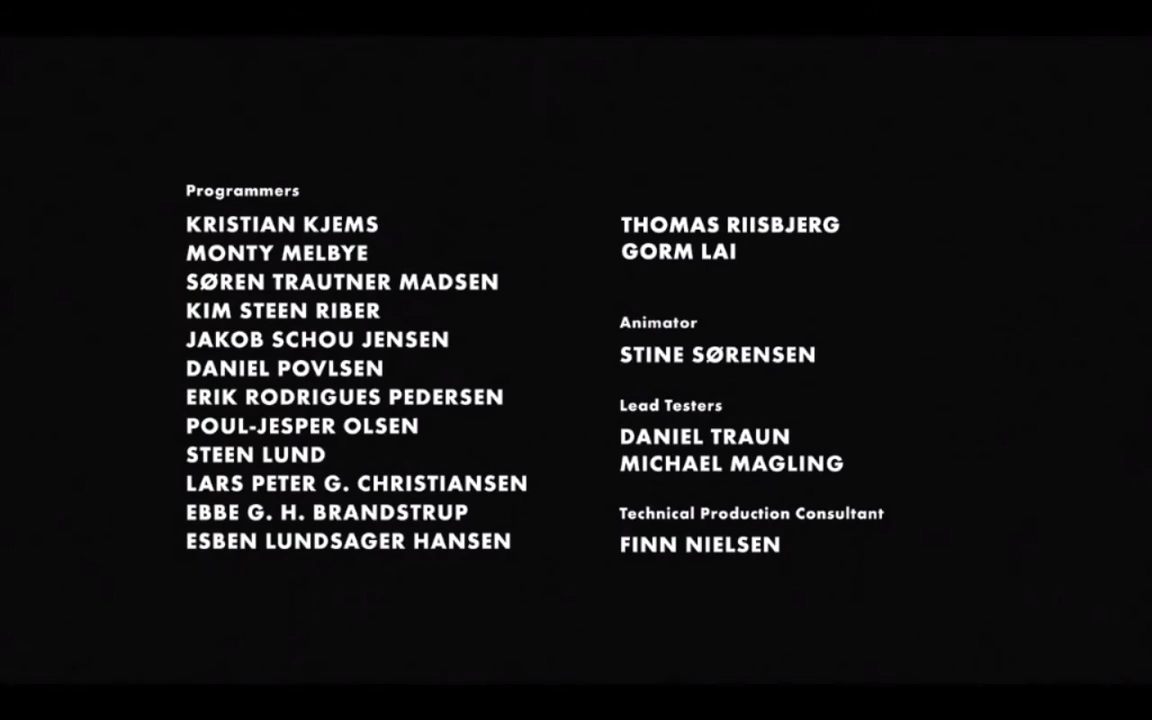 Programmers
KRISTIAN KJEMS
MONTY MELBYE
SØREN TRAUTNER MADSEN
KIM STEEN RIBER
JAKOB SCHOU JENSEN
DANIEL POVLSEN
ERIK RODRIGUES PEDERSEN
POUL-JESPER OLSEN
STEEN LUND
LARS PETER G. CHRISTIANSEN
EBBE G. H. BRANDSTRUP
ESBEN LUNDSAGER HANSEN
THOMAS RIISBJERG
GORM LAI
Animator
STINE SØRENSEN
Lead Testers
DANIEL TRAUN
MICHAEL MAGLING
Technical Production Consultant
FINN NIELSEN